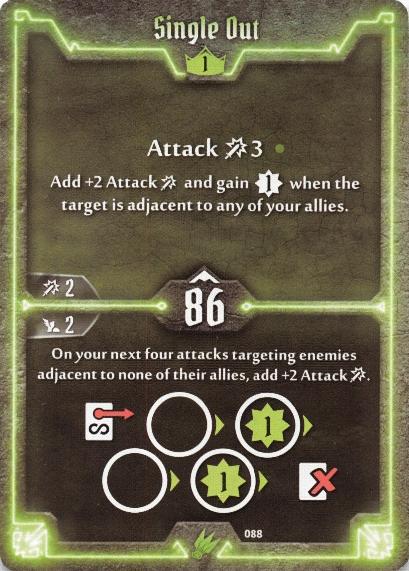 Single Out
1
Attack 3
Add +2 Attack and gain 1 when the
target is adjacent to any of your allies.
2
86
2
On your next four attacks targeting enemies
adjacent to none of their allies, add +2 Attack.
S
1
1
088